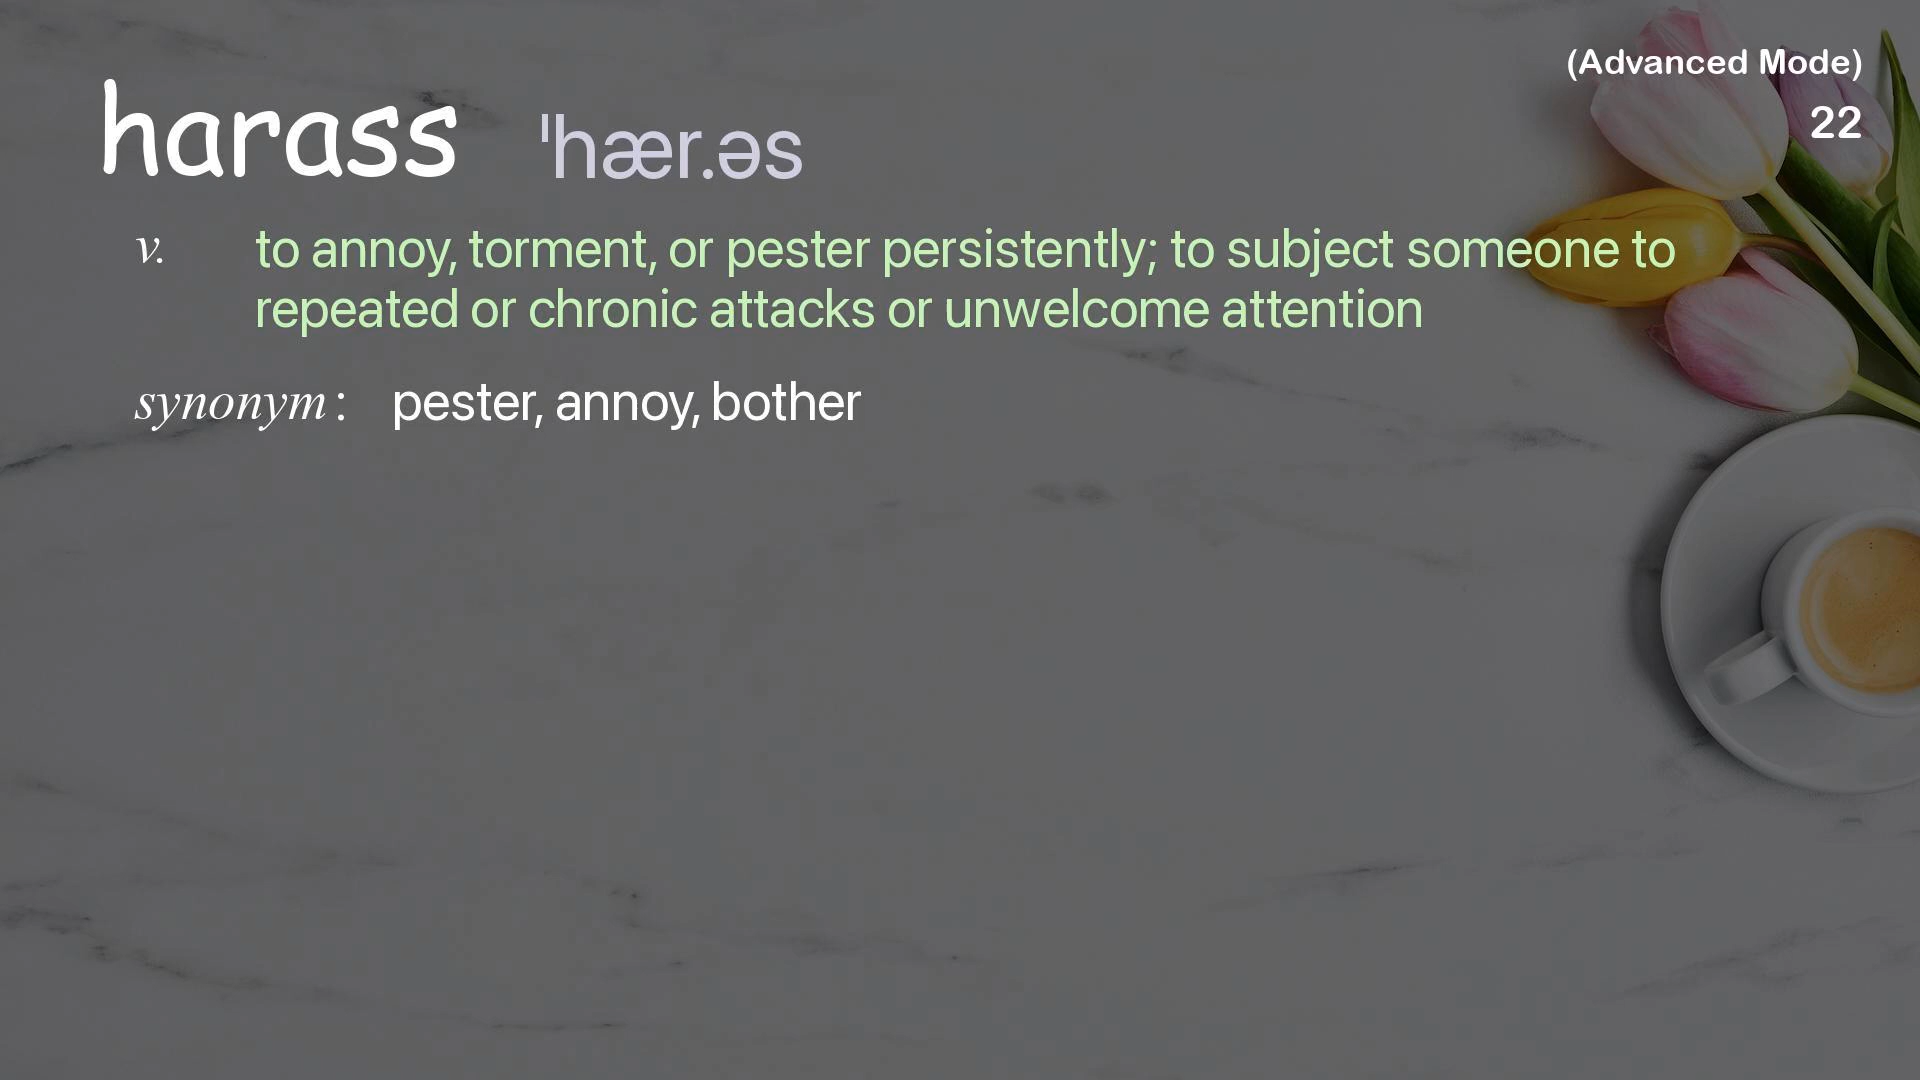 (Advanced Mode)
22
harass ˈhær.əs
v. to annoy, torment, or pester persistently; to subject someone to
repeated or chronic attacks or unwelcome attention
synonym : pester, annoy, bother